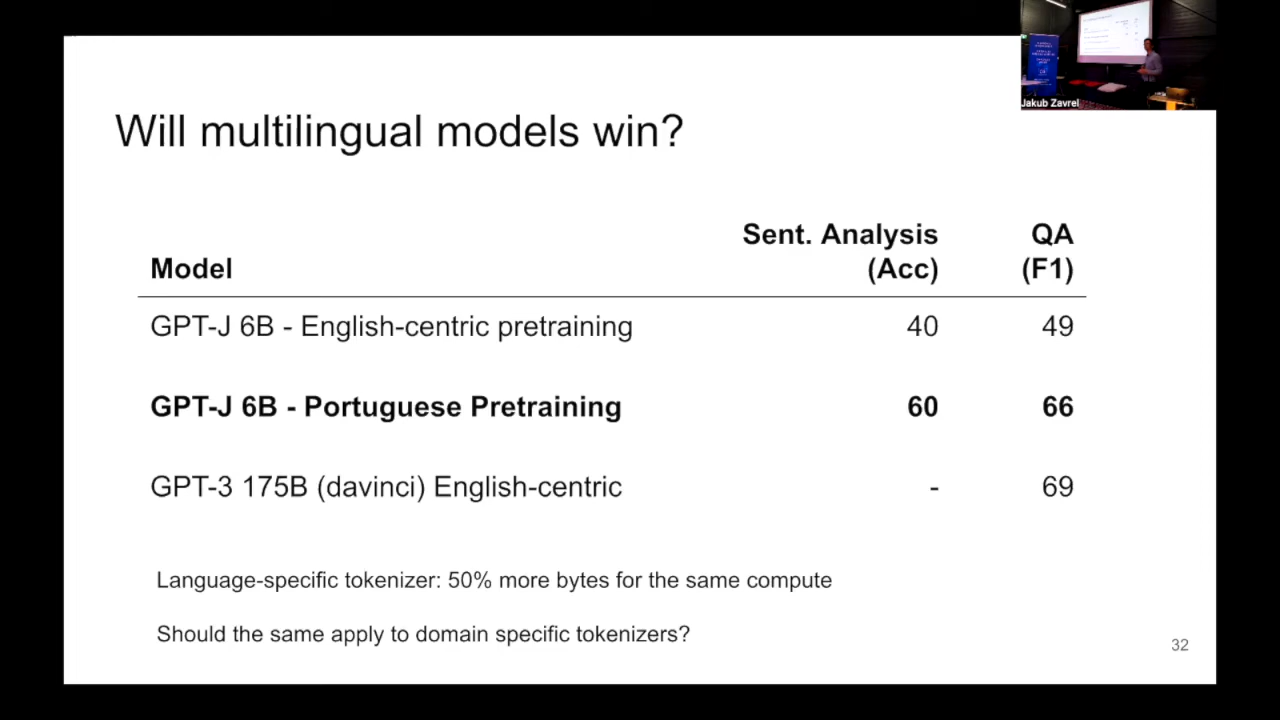 Jakub Zavrel
Will multilingual models win?
Model Sent. Analysis (Acc) QA (F1)
GPT-J 6B - English-centric pretraining 40 49
GPT-J 6B - Portuguese Pretraining 60 66
GPT-3 175B (davinci) English-centric - 69
Language-specific tokenizer: 50% more bytes for the same compute
Should the same apply to domain specific tokenizers?
32